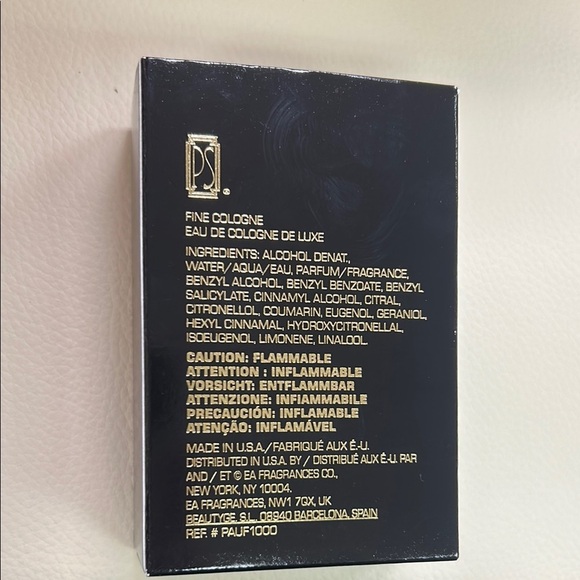 PS
FINE COLOGNE
EAU DE COLOGNE DE LUXE
INGREDIENTS: ALCOHOL DENAT.,
WATER/AQUA/EAU, PARFUM/FRAGRANCE,
BENZYL ALCOHOL, BENZYL BENZOATE, BENZYL
SALICYLATE, CINNAMYL ALCOHOL, CITRAL,
CITRONELLOL, COUMARIN, EUGENOL, GERANIOL,
HEXYL CINNAMAL, HYDROXYCITRONELLAL,
ISOEUGENOL, LIMONENE, LINALOOL.
CAUTION: FLAMMABLE
ATTENTION : INFLAMMABLE
VORSICHT: ENTFLAMMBAR
ATTENZIONE: INFIAMMABILE
PRECAUCIÓN: INFLAMABLE
ATENÇÃO: INFLAMÁVEL
MADE IN U.S.A./FABRIQUÉ AUX É-U.
DISTRIBUTED IN U.S.A. BY / DISTRIBUÉ AUX É-U. PAR
AND / ET © EA FRAGRANCES CO.,
NEW YORK, NY 10004.
EA FRAGRANCES, NW1 7QX, UK
BEAUTYGE, S.L. 08940 BARCELONA, SPAIN
REF. # PAUF1000